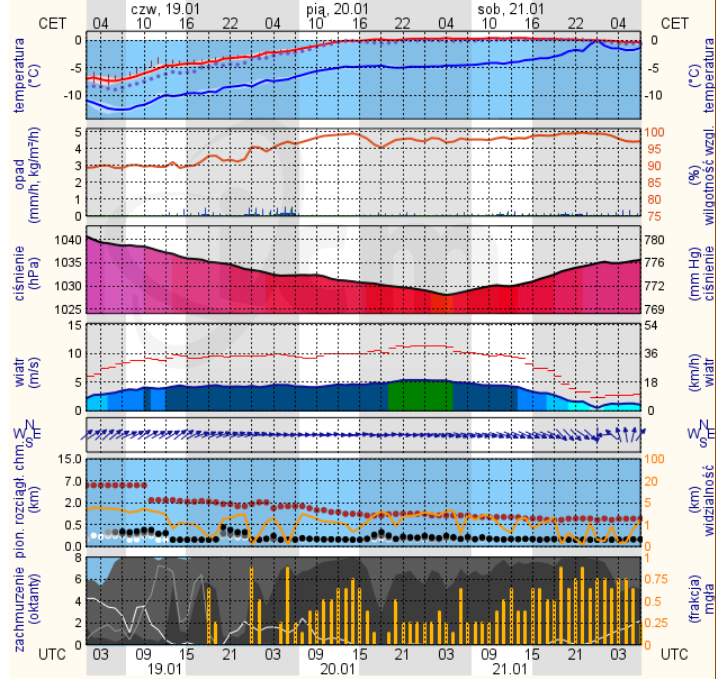 czw, 19.01 pią, 20.01 sob, 21.01
CET 04 10 16 22 04 10 16 22 04 10 16 22 04 CET
temperatura (°C)
0
-5
-10
0
-5
-10
temperatura (°C)
opad (mm/h, kg/m²/h)
5
4
3
2
1
0
100
95
90
85
80
75
(%) wilgotność wzgl.
ciśnienie (hPa)
1040
1035
1030
1025
780
776
772
769
(mm Hg) ciśnienie
wiatr m/s
15
10
5
0
54
36
18
0
(km/h) wiatr
N
W E
S
N
W E
S
pion. rozciągł. chm (km)
15.0
7.0
2.0
0.5
0.0
100
20
5
1
0
(km) widzialność
zachmurzenie (oktanty)
8
6
4
2
0
1
0.75
0.5
0.25
0
(frakcja) mgła
UTC 03 09 15 21 03 09 15 21 03 09 15 21 03 UTC
19.01 20.01 21.01